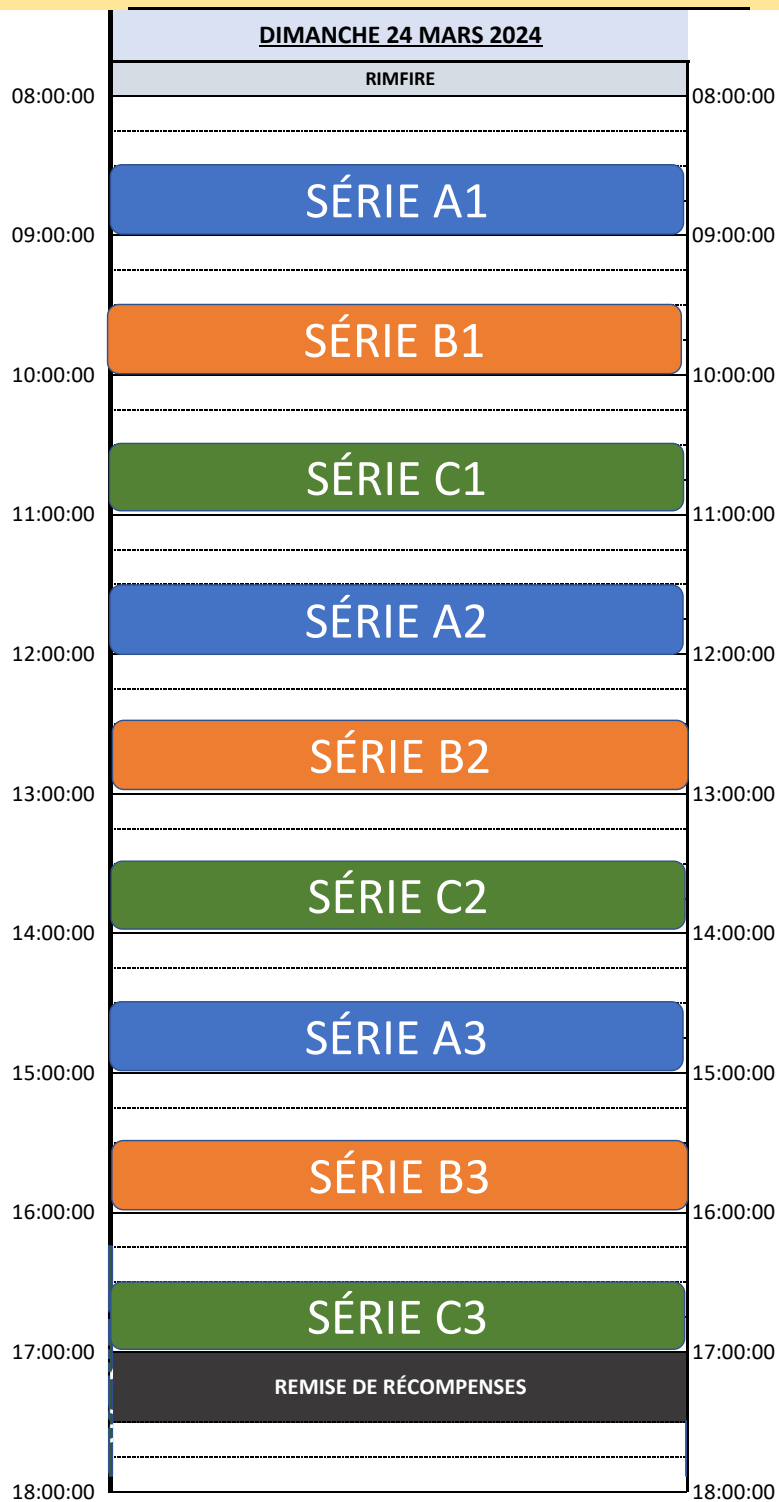 DIMANCHE 24 MARS 2024
RIMFIRE
08:00:00 08:00:00
SÉRIE A1
09:00:00 09:00:00
SÉRIE B1
10:00:00 10:00:00
SÉRIE C1
11:00:00 11:00:00
SÉRIE A2
12:00:00 12:00:00
SÉRIE B2
13:00:00 13:00:00
SÉRIE C2
14:00:00 14:00:00
SÉRIE A3
15:00:00 15:00:00
SÉRIE B3
16:00:00 16:00:00
SÉRIE C3
17:00:00 17:00:00
REMISE DE RÉCOMPENSES
18:00:00 18:00:00